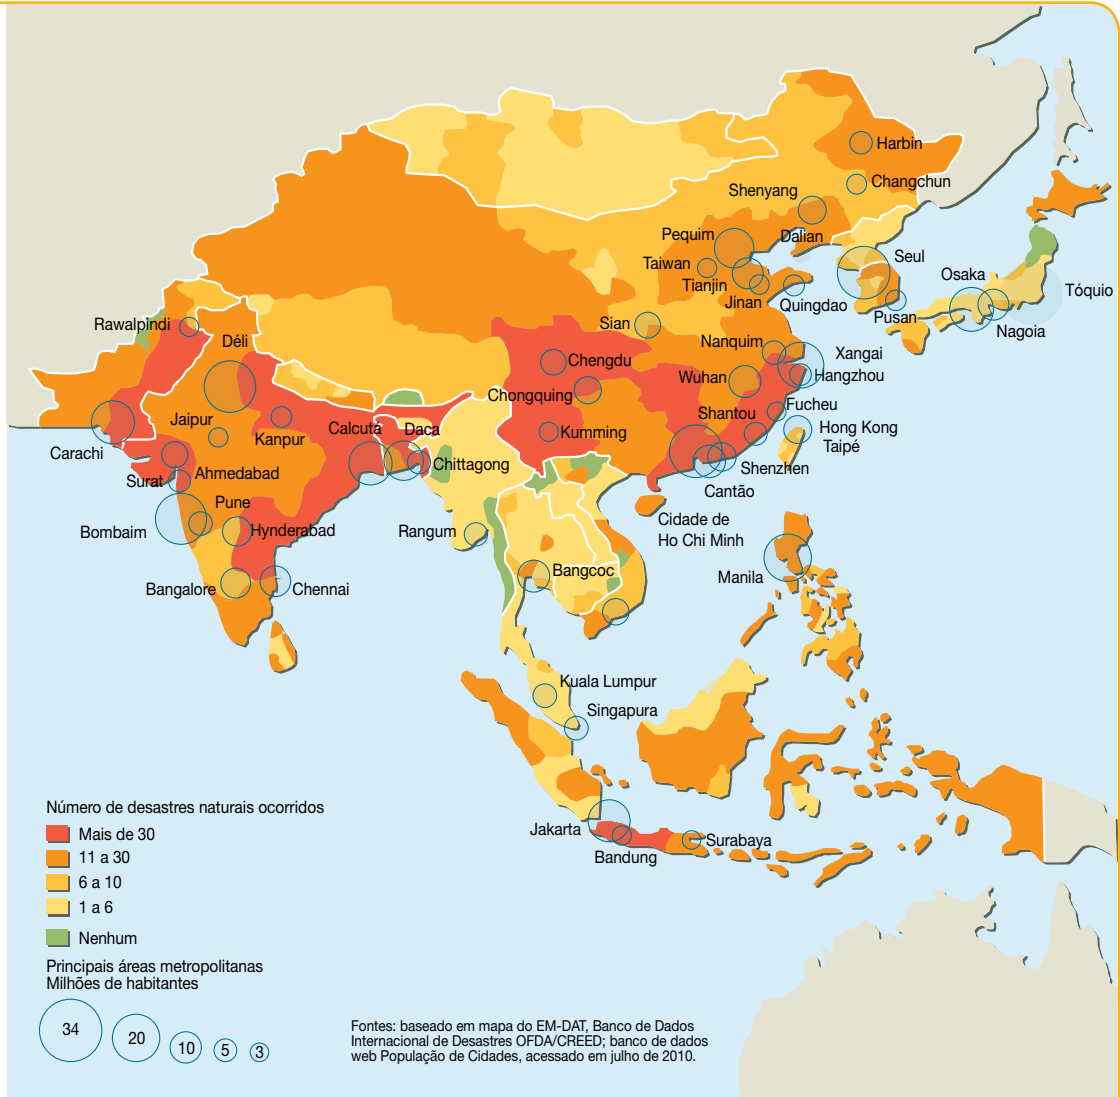 Harbin
Changchun
Shenyang
Pequim
Dalian
Seul
Taiwan
Osaka
Tóquio
Tianjin
Jinan
Quingdao
Pusan
Nagoia
Rawalpindi
Sian
Déli
Nanquim
Xangai
Chengdu
Hangzhou
Wuhan
Chongquing
Fucheu
Jaipur
Shantou
Kanpur
Calcutá
Daca
Hong Kong
Kumming
Taipé
Carachi
Chittagong
Shenzhen
Ahmedabad
Surat
Cantão
Pune
Bombaim
Hynderabad
Rangum
Cidade de
Ho Chi Minh
Bangcoc
Manila
Bangalore
Chennai
Kuala Lumpur
Singapura
Jakarta
Surabaya
Bandung
Número de desastres naturais ocorridos
Mais de 30
11 a 30
6 a 10
1 a 6
Nenhum
Principais áreas metropolitanas
Milhões de habitantes
34
20
10
5
3
Fontes: baseado em mapa do EM-DAT, Banco de Dados
Internacional de Desastres OFDA/CREED; banco de dados
web População de Cidades, acessado em julho de 2010.